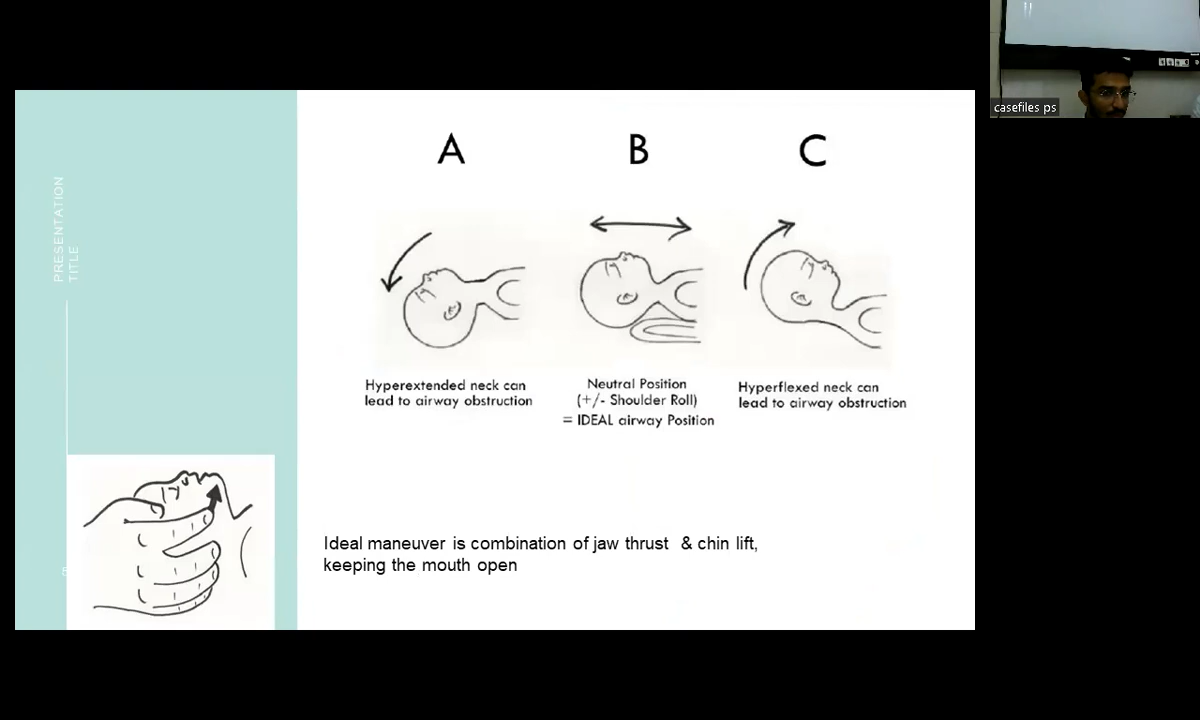 PRESENTATION
TITLE
A
B
C
Hyperextended neck can
lead to airway obstruction
Neutral Position
(+/- Shoulder Roll)
= IDEAL airway Position
Hyperflexed neck can
lead to airway obstruction
Ideal maneuver is combination of jaw thrust & chin lift,
keeping the mouth open
casefiles ps